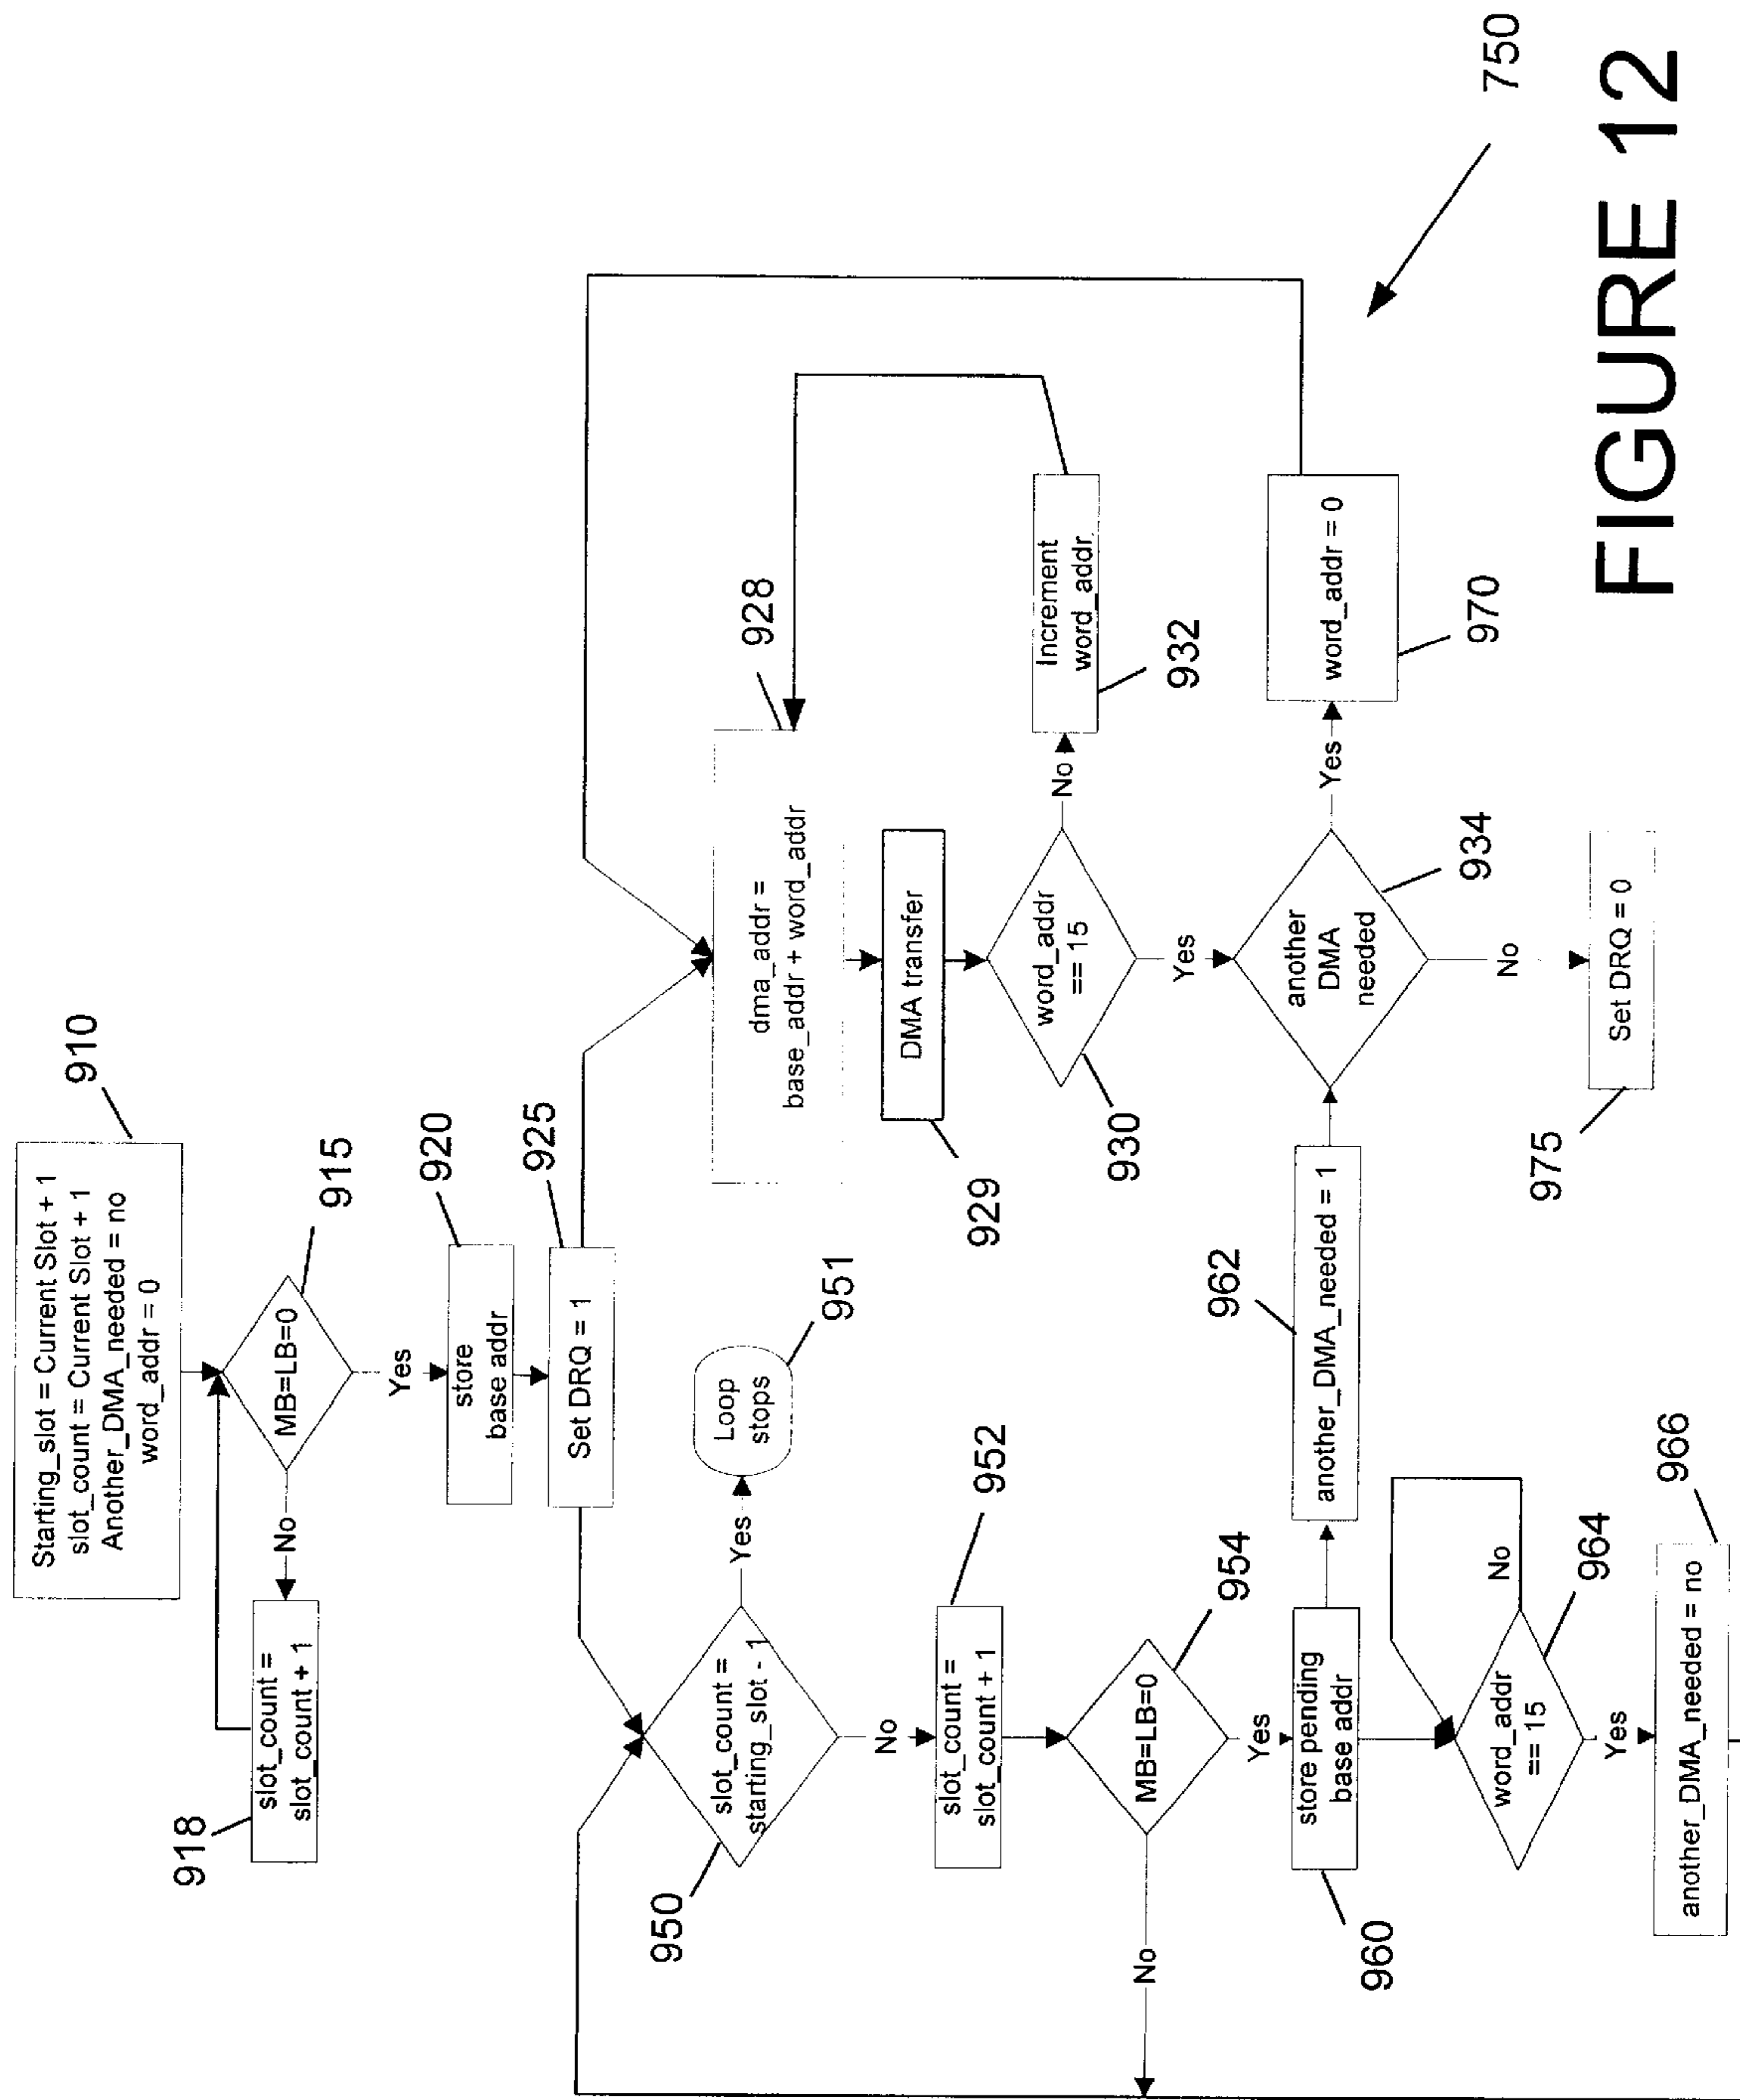 910
Starting_slot = Current Slot + 1
slot_count = Current Slot + 1
Another_DMA_needed = no
word_addr = 0
915
MB=LB=0
No
918
slot_count =
slot_count + 1
Yes
920
store
base addr
925
Set DRQ = 1
950
slot_count =
starting_slot - 1
Yes
951
Loop
stops
No
952
slot_count =
slot_count + 1
954
MB=LB=0
No
Yes
960
store pending
base addr
962
another_DMA_needed = 1
964
word_addr
== 15
No
Yes
966
another_DMA_needed = no
928
dma_addr =
base_addr + word_addr
929
DMA transfer
930
word_addr
== 15
No
932
Increment
word_addr
Yes
934
another
DMA
needed
Yes
970
word_addr = 0
No
975
Set DRQ = 0
750
FIGURE 12